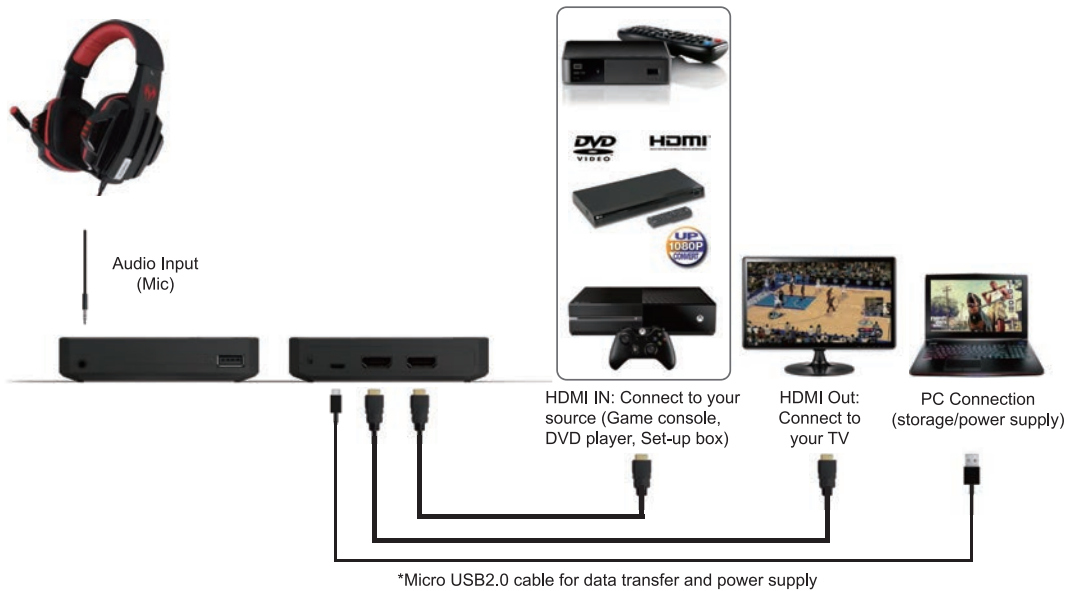 DVD
VIDEO
HDMI
UP
1080P
CONVERT
Audio Input
(Mic)
HDMI IN: Connect to your
source (Game console,
DVD player, Set-up box)
HDMI Out:
Connect to
your TV
PC Connection
(storage/power supply)
*Micro USB2.0 cable for data transfer and power supply